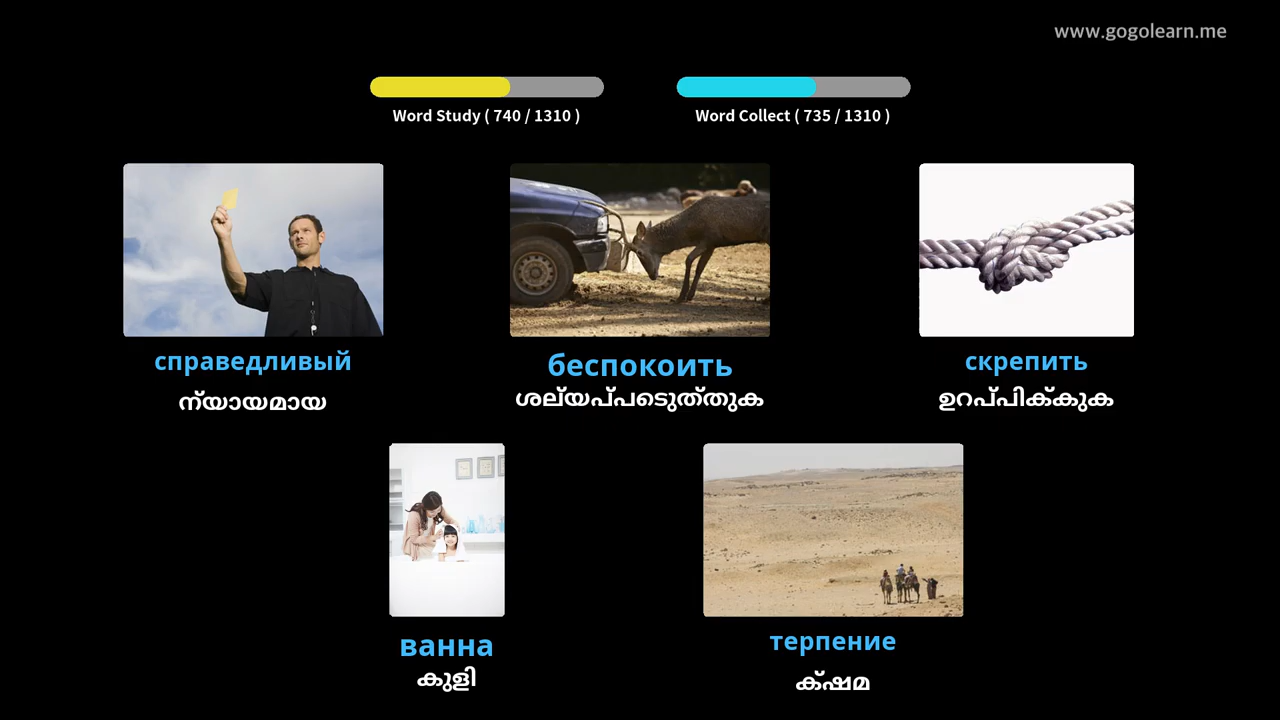 www.gogolearn.me
Word Study ( 740 / 1310 )
Word Collect ( 735 / 1310 )
справедливый
беспокоить
скрепить
ന്യായമായ
ശല്യപ്പെടുത്തുക
ഉറപ്പിക്കുക
ванна
терпение
കുളി
ക്ഷമ